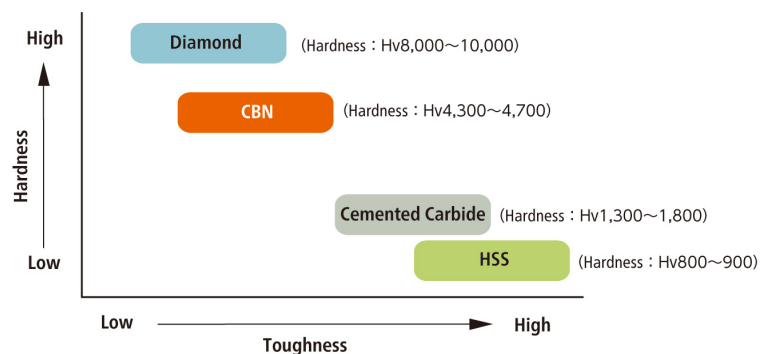 High
Diamond (Hardness：Hv8,000～10,000)
CBN (Hardness：Hv4,300～4,700)
Hardness
Cemented Carbide (Hardness：Hv1,300～1,800)
HSS (Hardness：Hv800～900)
Low
Low High
Toughness